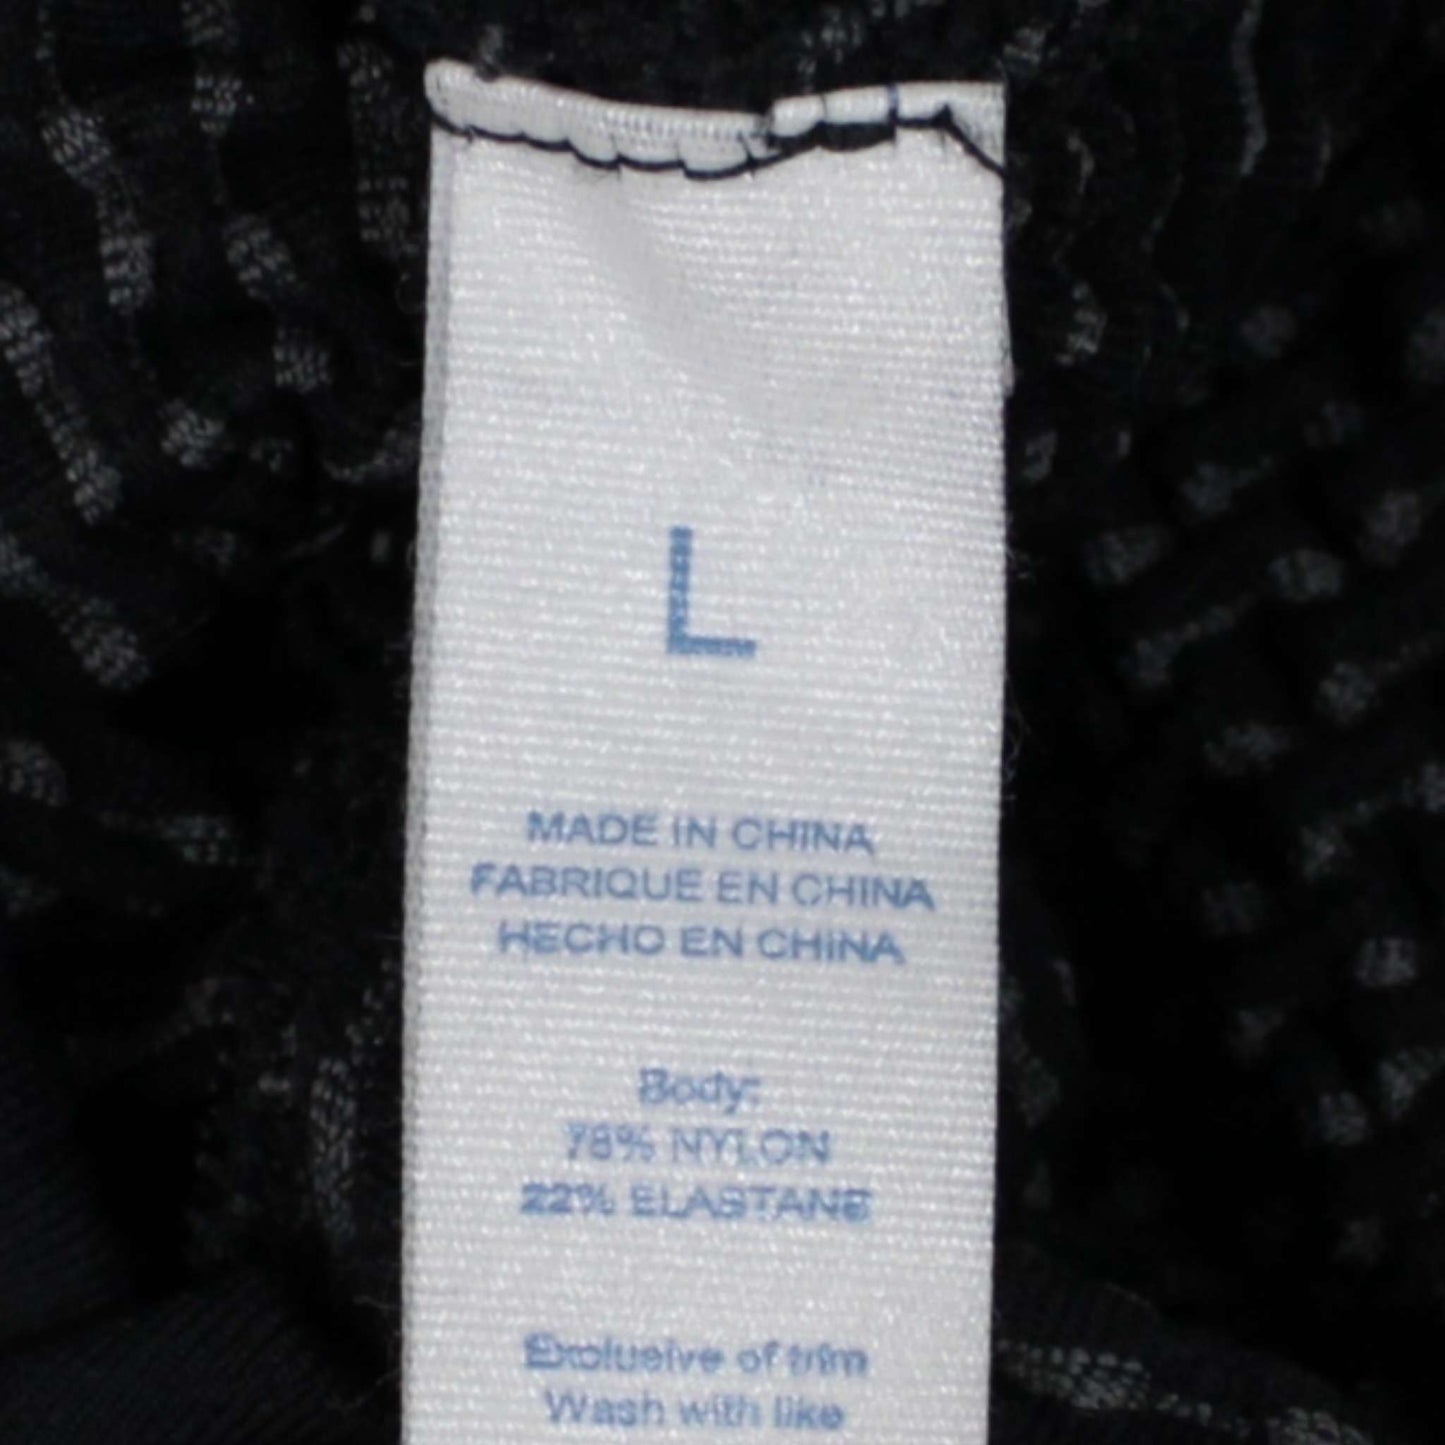 L
MADE IN CHINA
FABRIQUE EN CHINA
HECHO EN CHINA
Body:
78% NYLON
22% ELASTANE
Exclusive of trim
Wash with like